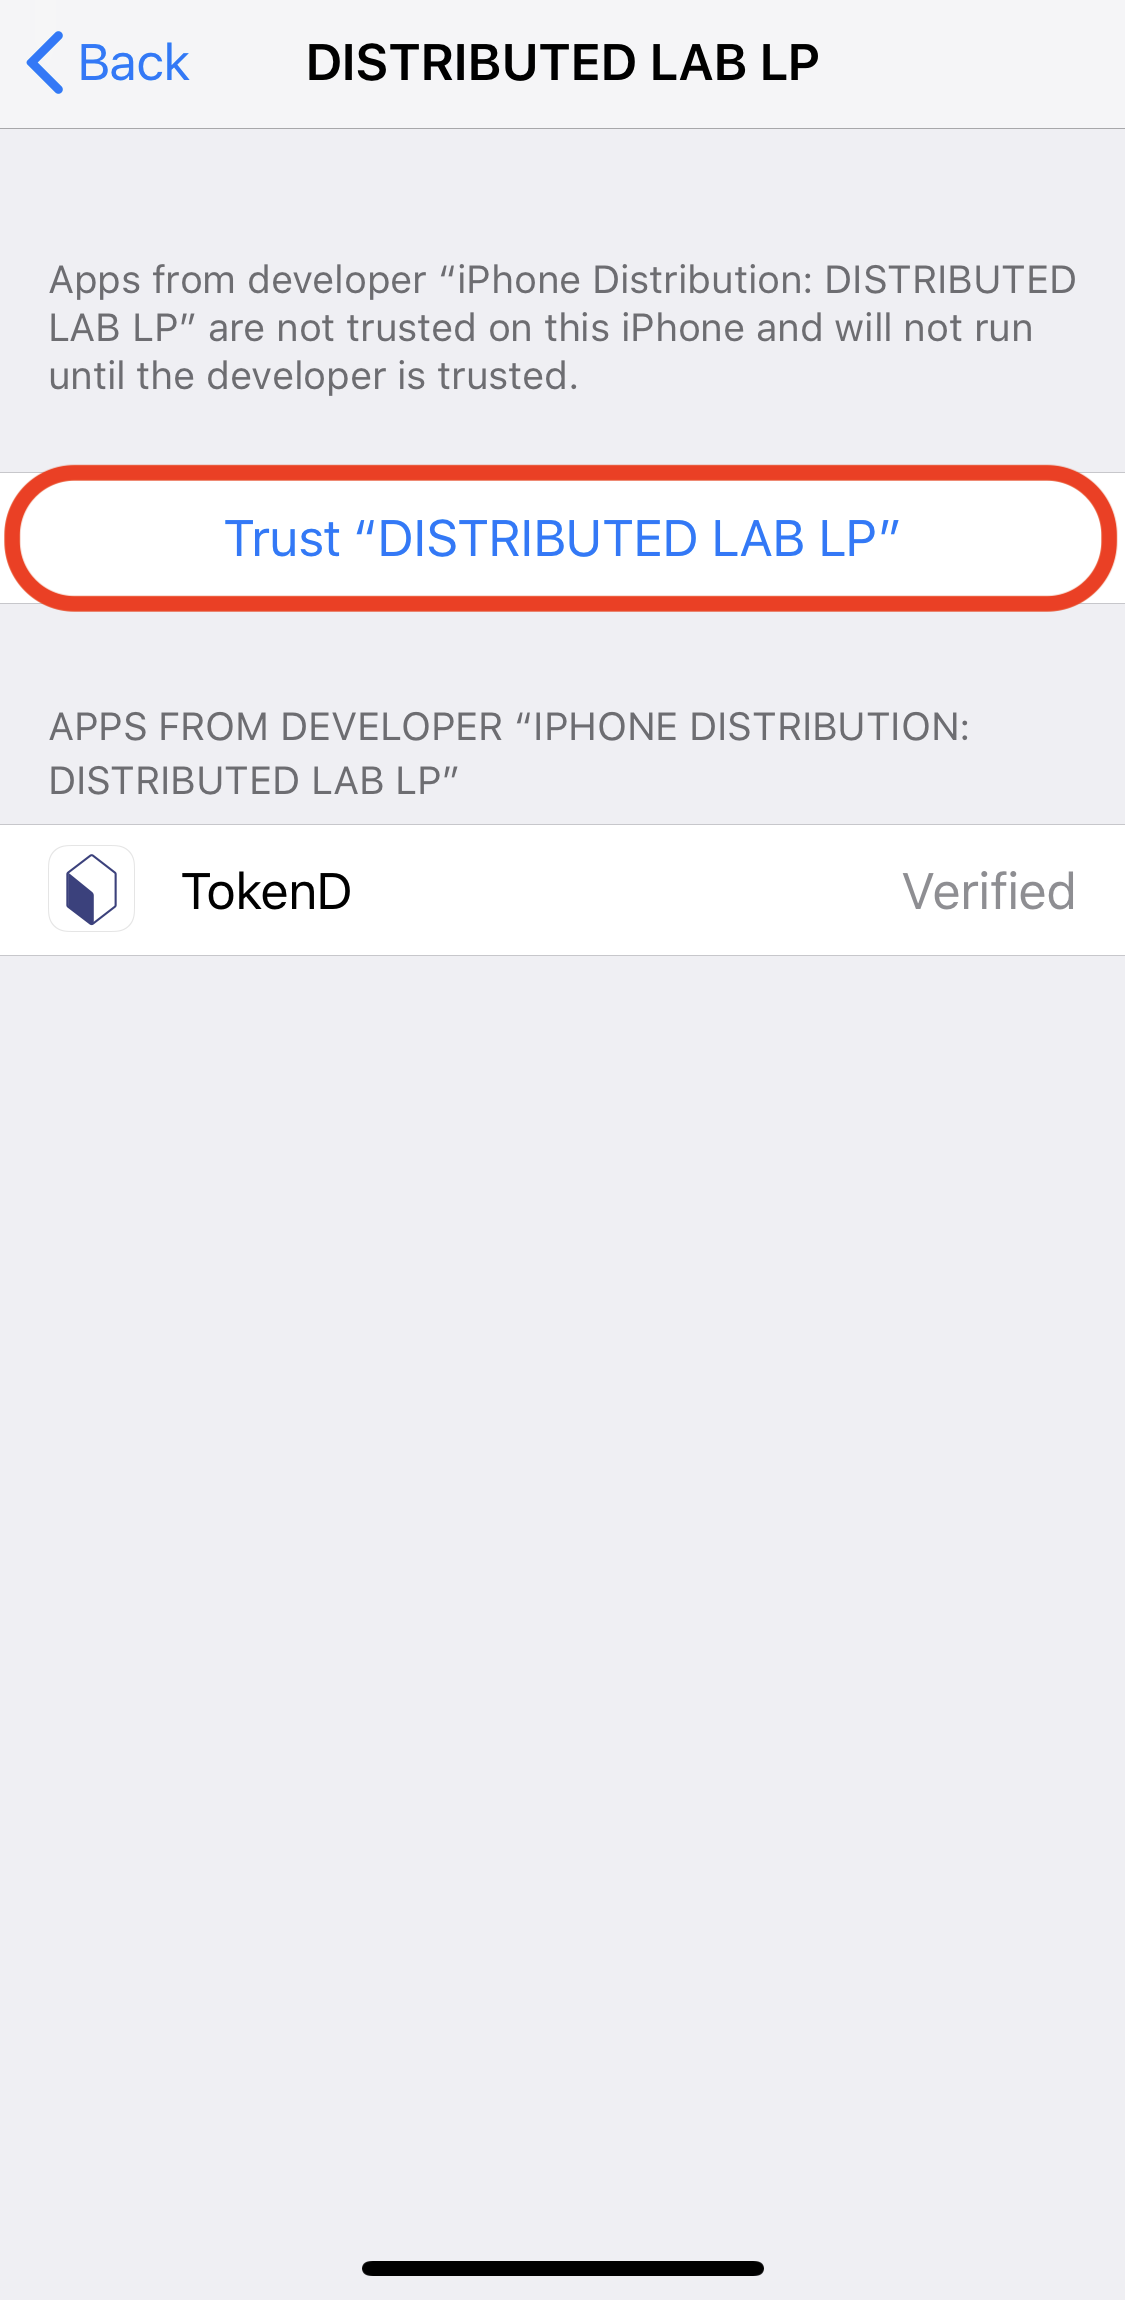 Back
DISTRIBUTED LAB LP
Apps from developer “iPhone Distribution: DISTRIBUTED
LAB LP” are not trusted on this iPhone and will not run
until the developer is trusted.
Trust “DISTRIBUTED LAB LP”
APPS FROM DEVELOPER “IPHONE DISTRIBUTION:
DISTRIBUTED LAB LP”
TokenD
Verified